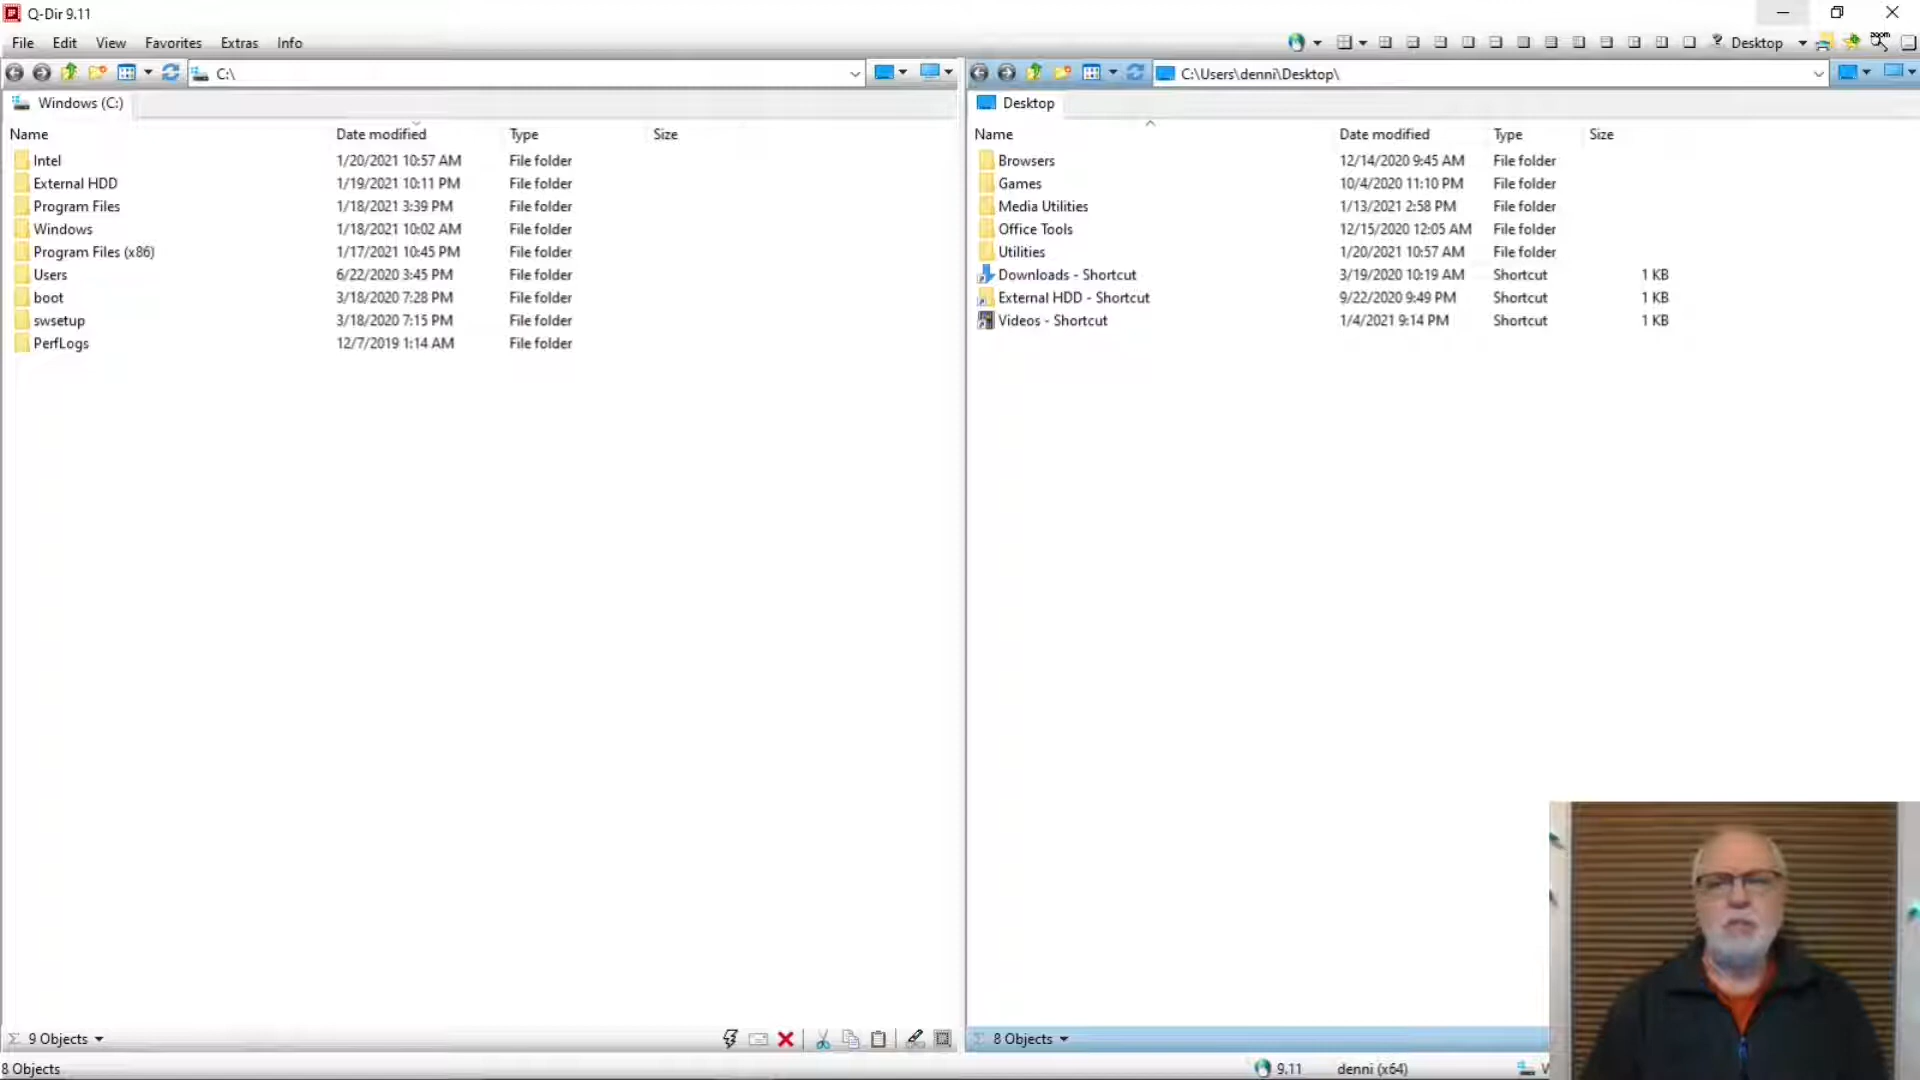 Q-Dir 9.11
File Edit View Favorites Extras Info
Desktop
zoom
C:\
C:\Users\denni\Desktop\
Windows (C:)
Desktop
Name Date modified Type Size
Intel 1/20/2021 10:57 AM File folder
External HDD 1/19/2021 10:11 PM File folder
Program Files 1/18/2021 3:39 PM File folder
Windows 1/18/2021 10:02 AM File folder
Program Files (x86) 1/17/2021 10:45 PM File folder
Users 6/22/2020 3:45 PM File folder
boot 3/18/2020 7:28 PM File folder
swsetup 3/18/2020 7:15 PM File folder
PerfLogs 12/7/2019 1:14 AM File folder
Name Date modified Type Size
Browsers 12/14/2020 9:45 AM File folder
Games 10/4/2020 11:10 PM File folder
Media Utilities 1/13/2021 2:58 PM File folder
Office Tools 12/15/2020 12:05 AM File folder
Utilities 1/20/2021 10:57 AM File folder
Downloads - Shortcut 3/19/2020 10:19 AM Shortcut 1 KB
External HDD - Shortcut 9/22/2020 9:49 PM Shortcut 1 KB
Videos - Shortcut 1/4/2021 9:14 PM Shortcut 1 KB
9 Objects
8 Objects
8 Objects
9.11 denni (x64)